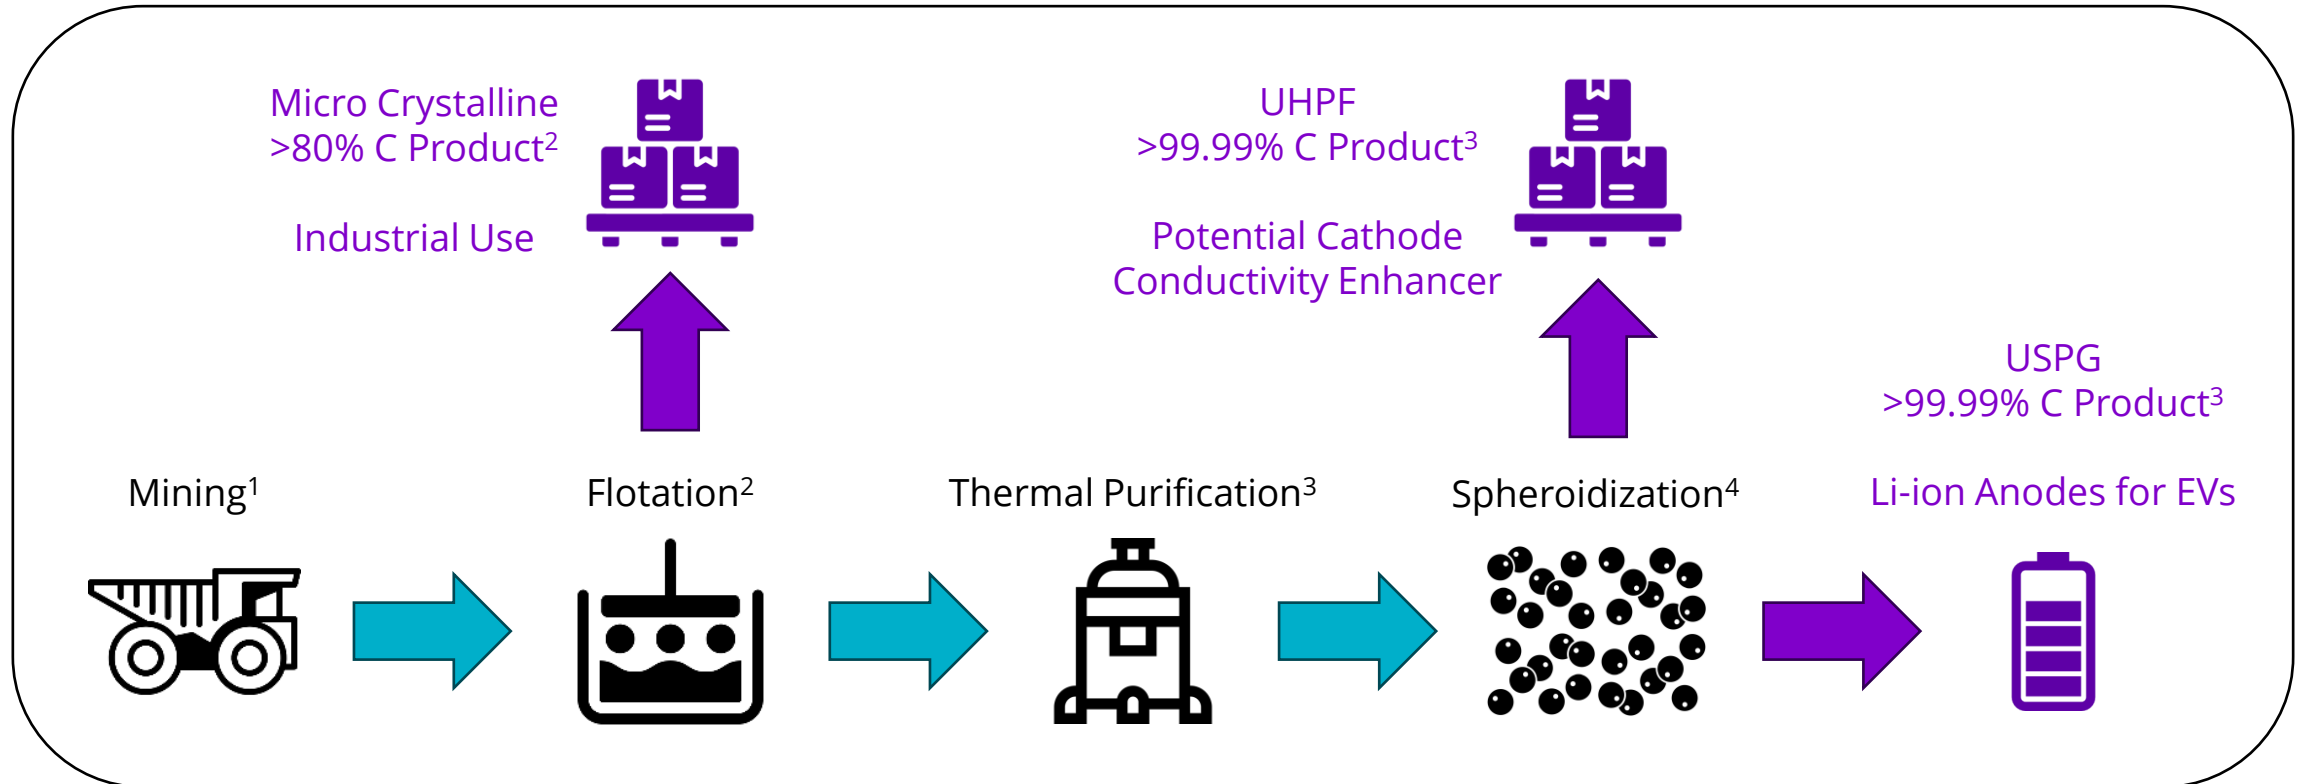 Micro Crystalline
>80% C Product²
Industrial Use
UHPF
>99.99% C Product³
Potential Cathode
Conductivity Enhancer
USPG
>99.99% C Product³
Li-ion Anodes for EVs
Mining¹
Flotation²
Thermal Purification³
Spheroidization⁴